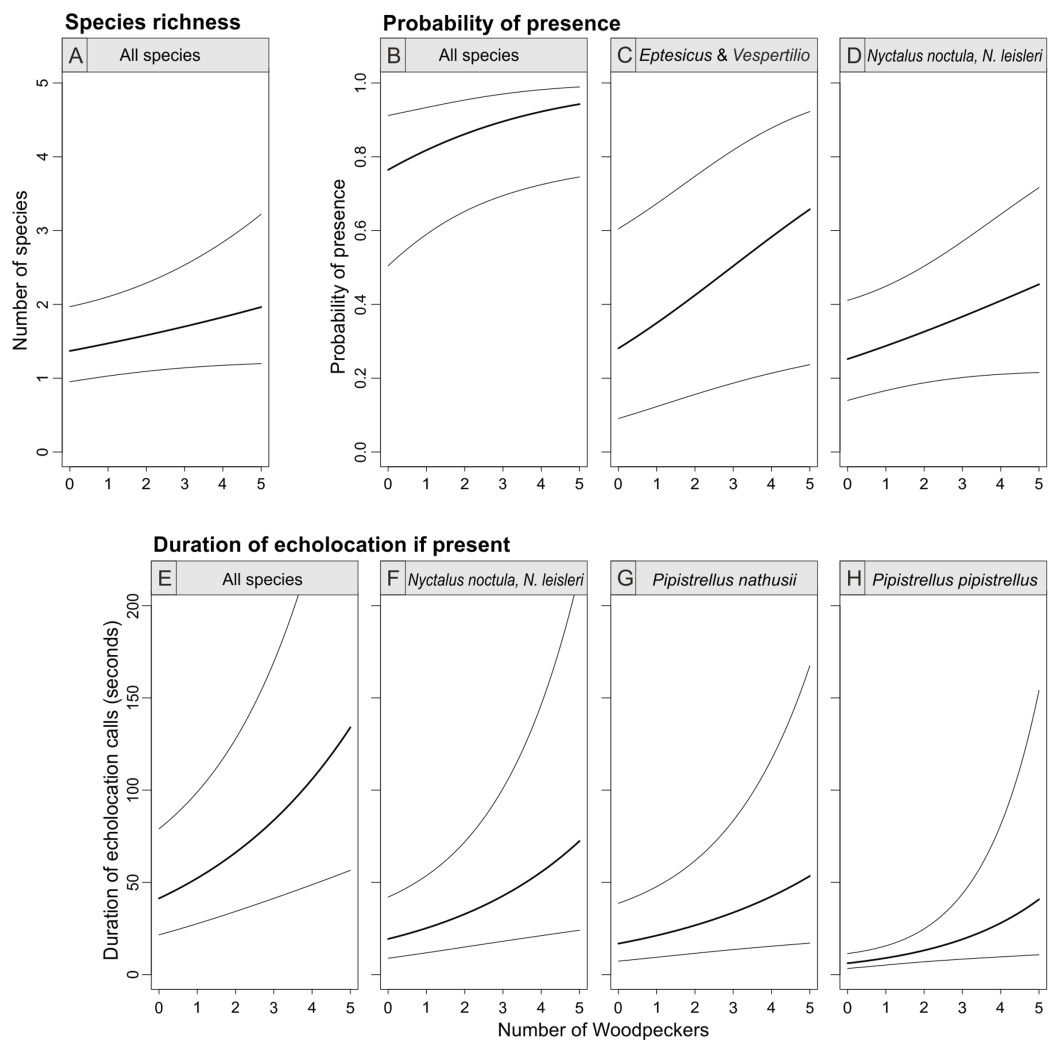 Species richness
Probability of presence
A All species
B All species
C Eptesicus & Vespertilio
D Nyctalus noctula, N. leisleri
Number of species
0 1 2 3 4 5
Probability of presence
0.0 0.2 0.4 0.6 0.8 1.0
0 1 2 3 4 5
0 1 2 3 4 5
0 1 2 3 4 5
0 1 2 3 4 5
Duration of echolocation if present
E All species
F Nyctalus noctula, N. leisleri
G Pipistrellus nathusii
H Pipistrellus pipistrellus
Duration of echolocation calls (seconds)
0 50 100 150 200
0 1 2 3 4 5
0 1 2 3 4 5
0 1 2 3 4 5
0 1 2 3 4 5
Number of Woodpeckers